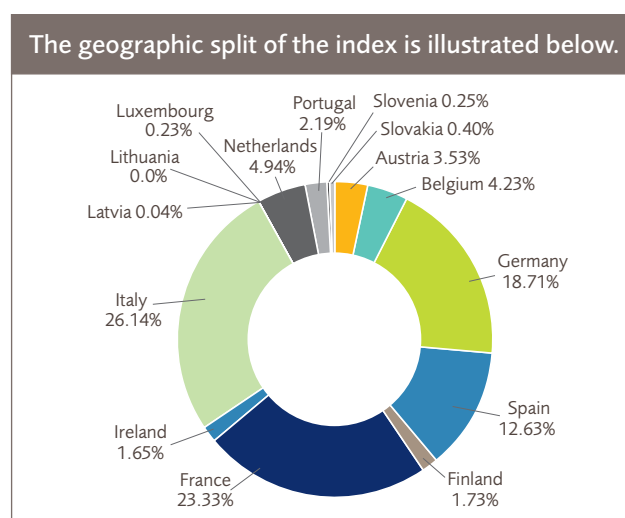 The geographic split of the index is illustrated below.
Slovenia 0.25%
Slovakia 0.40%
Austria 3.53%
Belgium 4.23%
Germany
18.71%
Spain
12.63%
Finland
1.73%
France
23.33%
Ireland
1.65%
Italy
26.14%
Latvia 0.04%
Lithuania
0.0%
Luxembourg
0.23%
Netherlands
4.94%
Portugal
2.19%